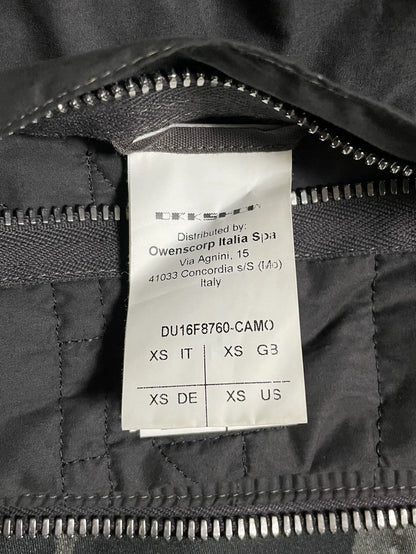 DRKSHDW
Distributed by:
Owenscorp Italia Spa
Via Agnini, 15
41033 Concordia s/S (Mo)
Italy
DU16F8760-CAMO
XS IT XS GB
XS DE XS US